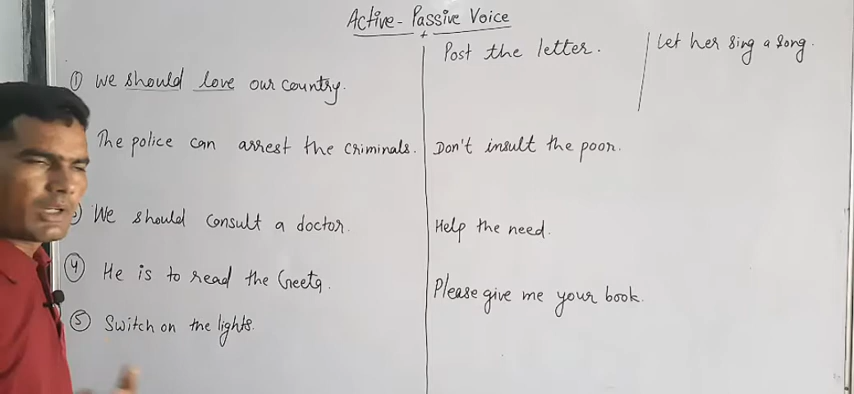 Active - Passive Voice
① We should love our country.
The police can arrest the criminals.
) We should consult a doctor.
④ He is to read the Geeta.
⑤ Switch on the lights.
Post the letter.
Don't insult the poor.
Help the need.
Please give me your book.
Let her sing a song.